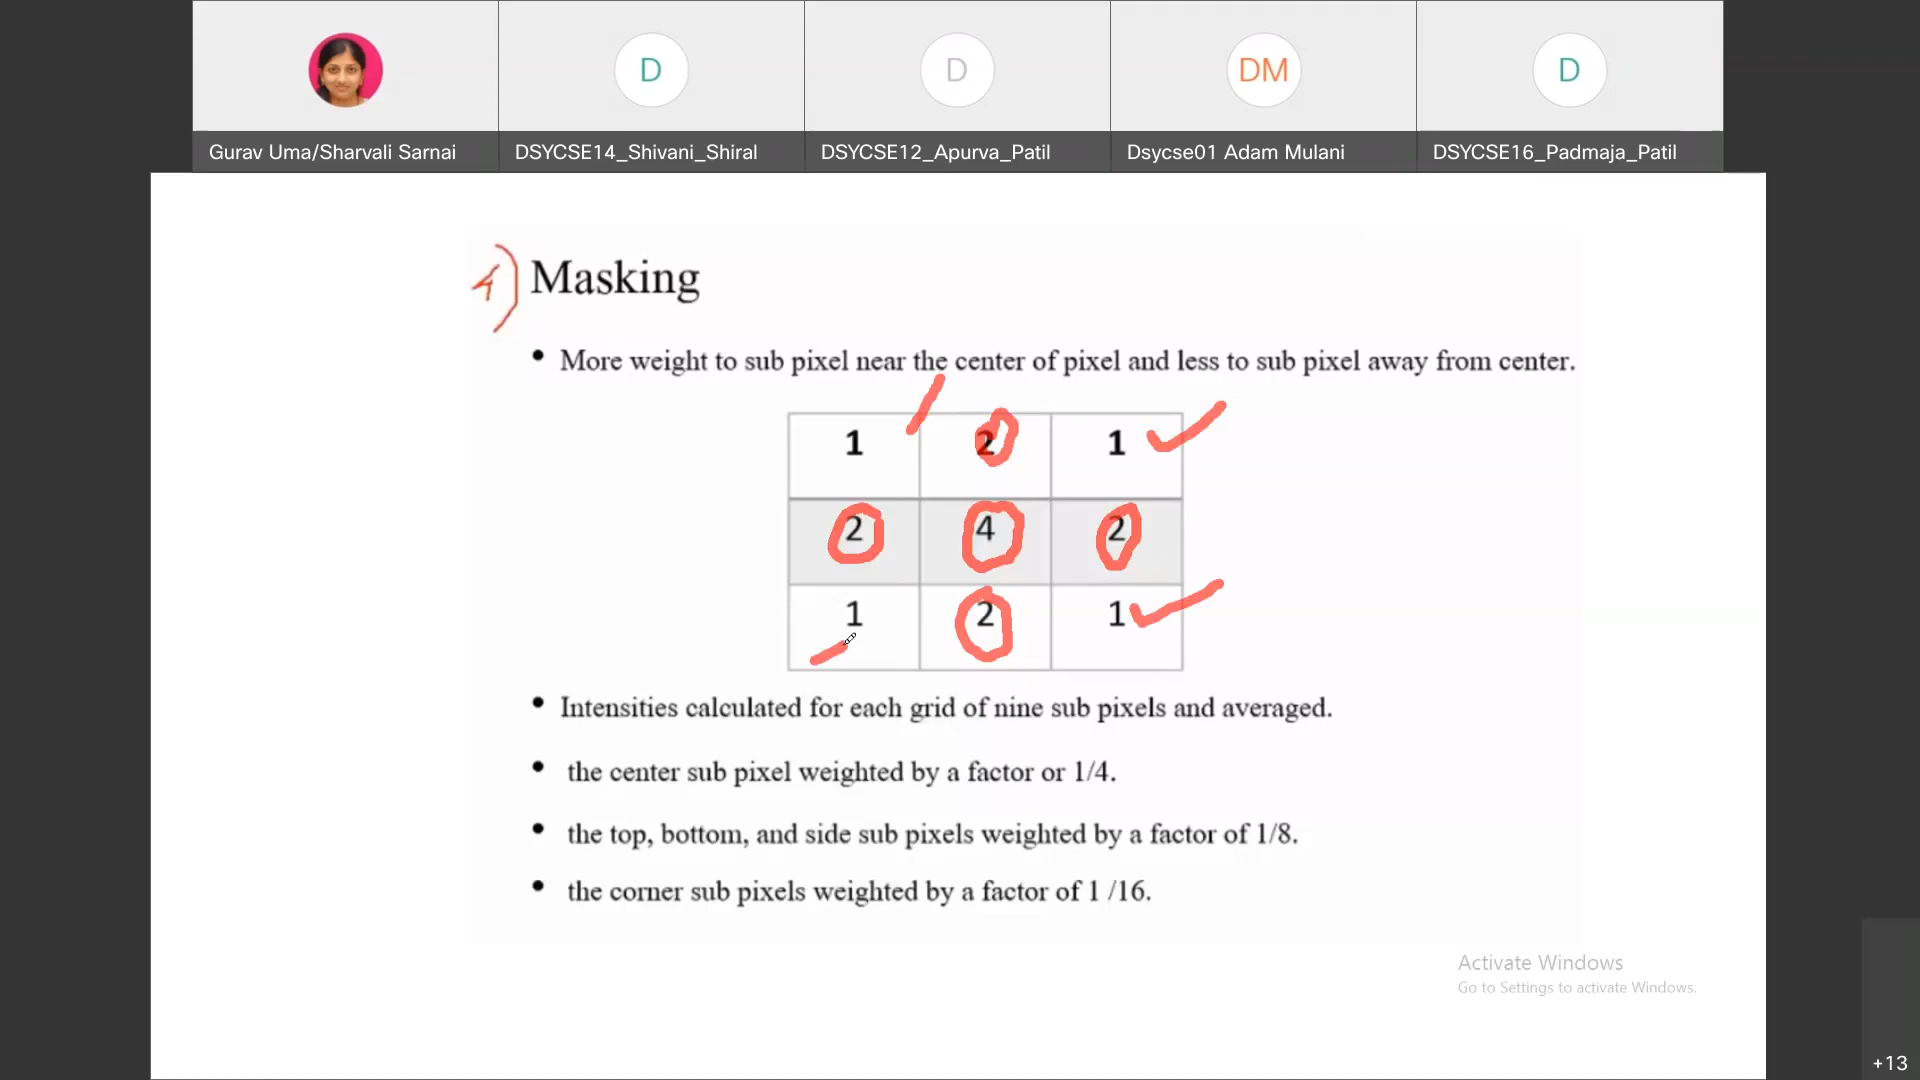 D
D
DM
D
Gurav Uma/Sharvali Sarnai
DSYCSE14_Shivani_Shiral
DSYCSE12_Apurva_Patil
Dsycse01 Adam Mulani
DSYCSE16_Padmaja_Patil
4) Masking
• More weight to sub pixel near the center of pixel and less to sub pixel away from center.
1 2 1
2 4 2
1 2 1
• Intensities calculated for each grid of nine sub pixels and averaged.
• the center sub pixel weighted by a factor or 1/4.
• the top, bottom, and side sub pixels weighted by a factor of 1/8.
• the corner sub pixels weighted by a factor of 1 /16.
Activate Windows
Go to Settings to activate Windows.
+13